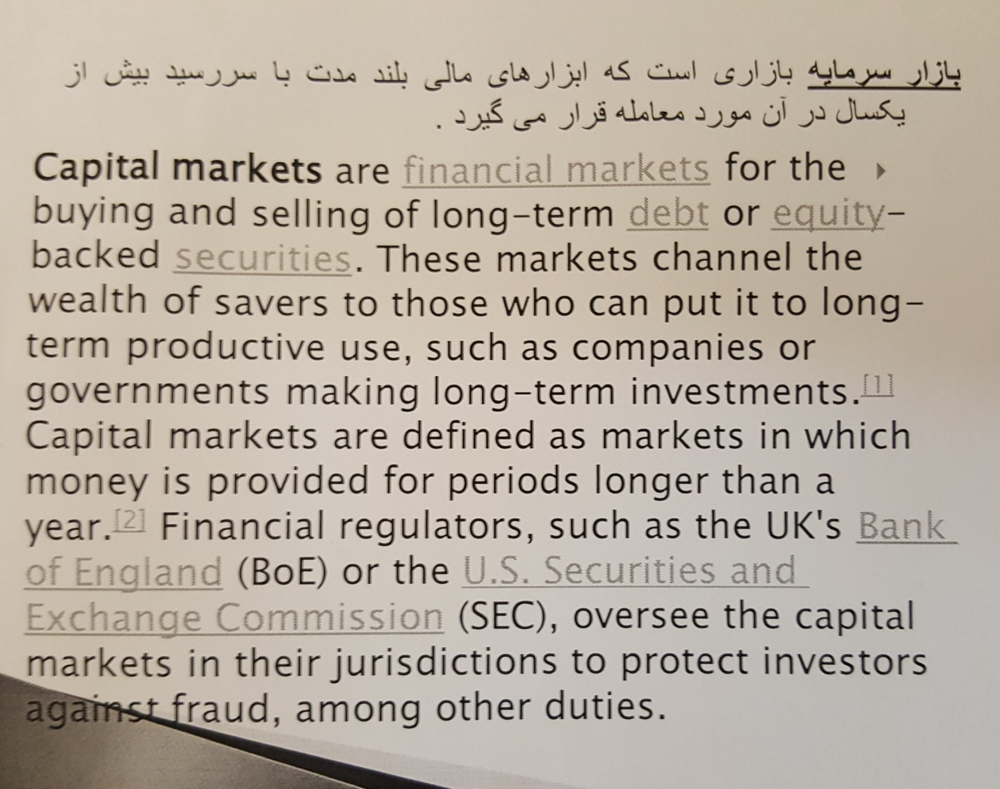 بازار سرمایه بازاری است که ابزارهای مالی بلند مدت با سررسید بیش از
یکسال در آن مورد معامله قرار می گیرد .
Capital markets are financial markets for the
buying and selling of long-term debt or equity-
backed securities. These markets channel the
wealth of savers to those who can put it to long-
term productive use, such as companies or
governments making long-term investments.[1]
Capital markets are defined as markets in which
money is provided for periods longer than a
year.[2] Financial regulators, such as the UK's Bank
of England (BoE) or the U.S. Securities and
Exchange Commission (SEC), oversee the capital
markets in their jurisdictions to protect investors
against fraud, among other duties.